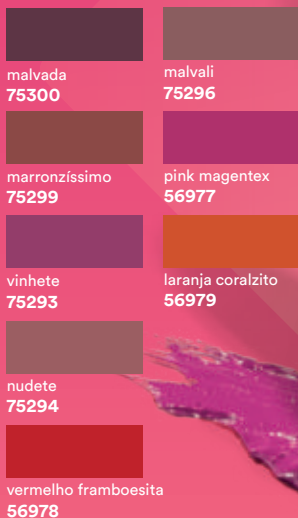 malvada
75300
malvali
75296
marronzíssimo
75299
pink magentex
56977
vinhete
75293
laranja coralzito
56979
nudete
75294
vermelho framboesita
56978